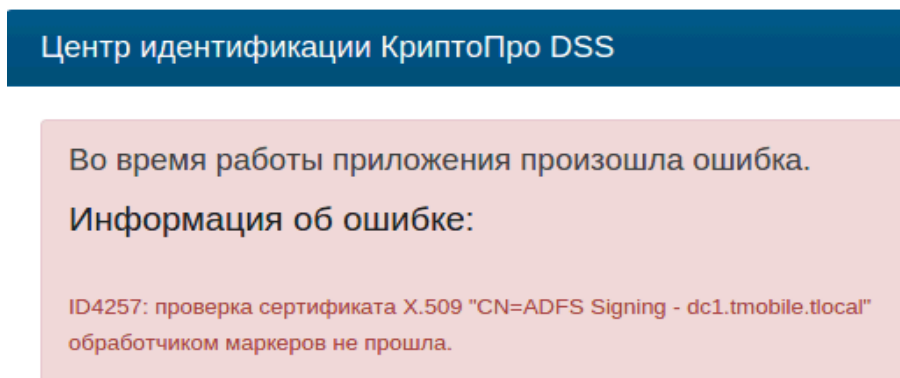 Центр идентификации КриптоПро DSS
Во время работы приложения произошла ошибка.
Информация об ошибке:
ID4257: проверка сертификата X.509 "CN=ADFS Signing - dc1.tmobile.tlocal"
обработчиком маркеров не прошла.